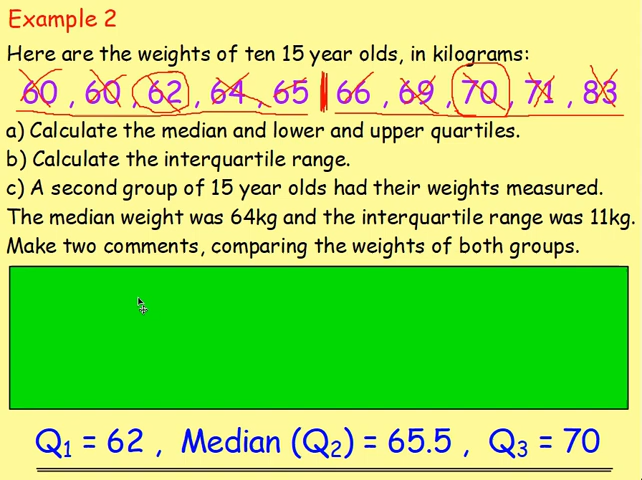 Example 2
Here are the weights of ten 15 year olds, in kilograms:
60 , 60 , 62 , 64 , 65 66 , 69 , 70 , 71 , 83
a) Calculate the median and lower and upper quartiles.
b) Calculate the interquartile range.
c) A second group of 15 year olds had their weights measured.
The median weight was 64kg and the interquartile range was 11kg.
Make two comments, comparing the weights of both groups.
Q₁ = 62 , Median (Q₂) = 65.5 , Q₃ = 70